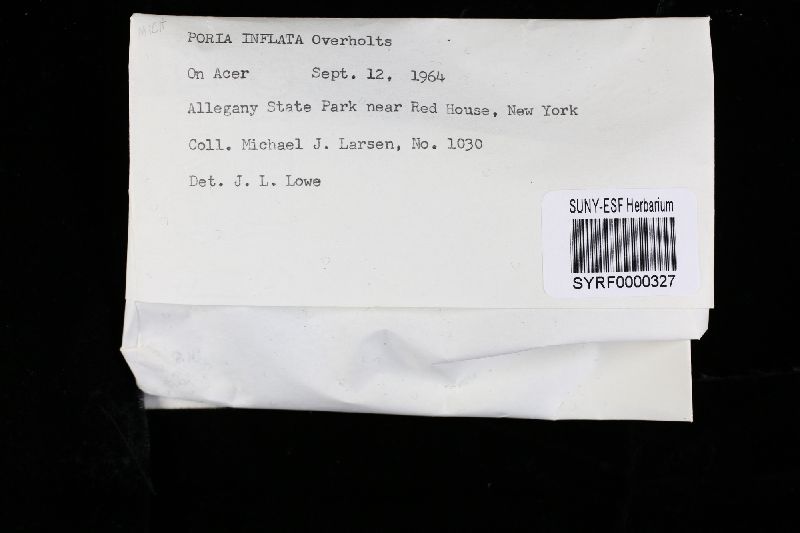 MICH
PORIA INFLATA Overholts
On Acer Sept. 12, 1964
Allegany State Park near Red House, New York
Coll. Michael J. Larsen, No. 1030
Det. J. L. Lowe
SUNY-ESF Herbarium
SYRF0000327